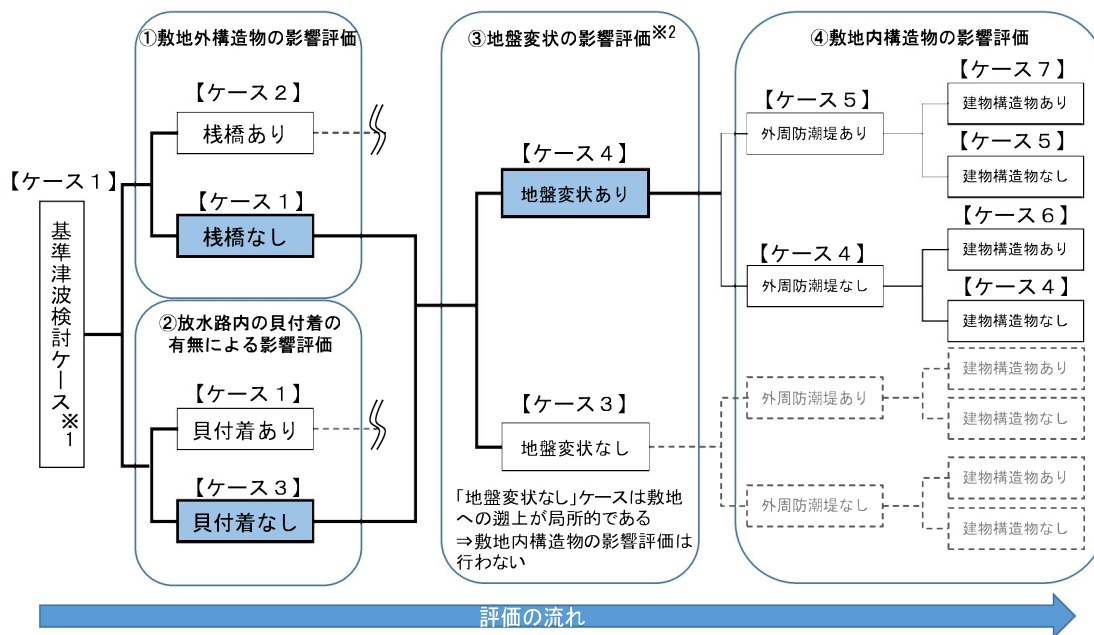 ①敷地外構造物の影響評価
【ケース2】
桟橋あり
【ケース1】
桟橋なし
【ケース1】
基準津波検討ケース※1
②放水路内の貝付着の
有無による影響評価
【ケース1】
貝付着あり
【ケース3】
貝付着なし
③地盤変状の影響評価※2
【ケース4】
地盤変状あり
【ケース3】
地盤変状なし
「地盤変状なし」ケースは敷地
への遡上が局所的である
⇒敷地内構造物の影響評価は
行わない
④敷地内構造物の影響評価
【ケース5】
外周防潮堤あり
【ケース7】
建物構造物あり
【ケース5】
建物構造物なし
【ケース4】
外周防潮堤なし
【ケース6】
建物構造物あり
【ケース4】
建物構造物なし
外周防潮堤あり
建物構造物あり
建物構造物なし
外周防潮堤なし
建物構造物あり
建物構造物なし
評価の流れ